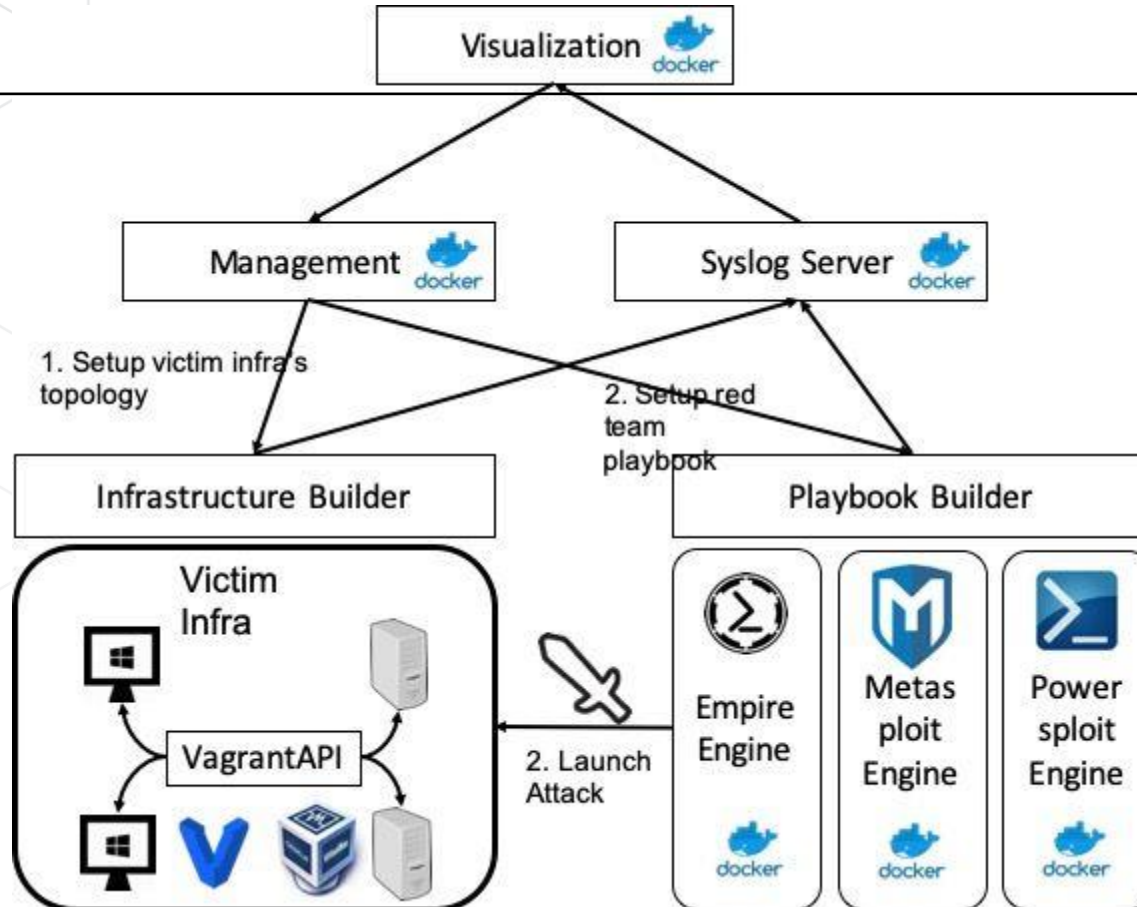 Visualization
docker
Management
docker
Syslog Server
docker
1. Setup victim infra's
topology
2. Setup red
team
playbook
Infrastructure Builder
Playbook Builder
Victim
Infra
VagrantAPI
2. Launch
Attack
Empire
Engine
docker
Metas
ploit
Engine
docker
Power
sploit
Engine
docker